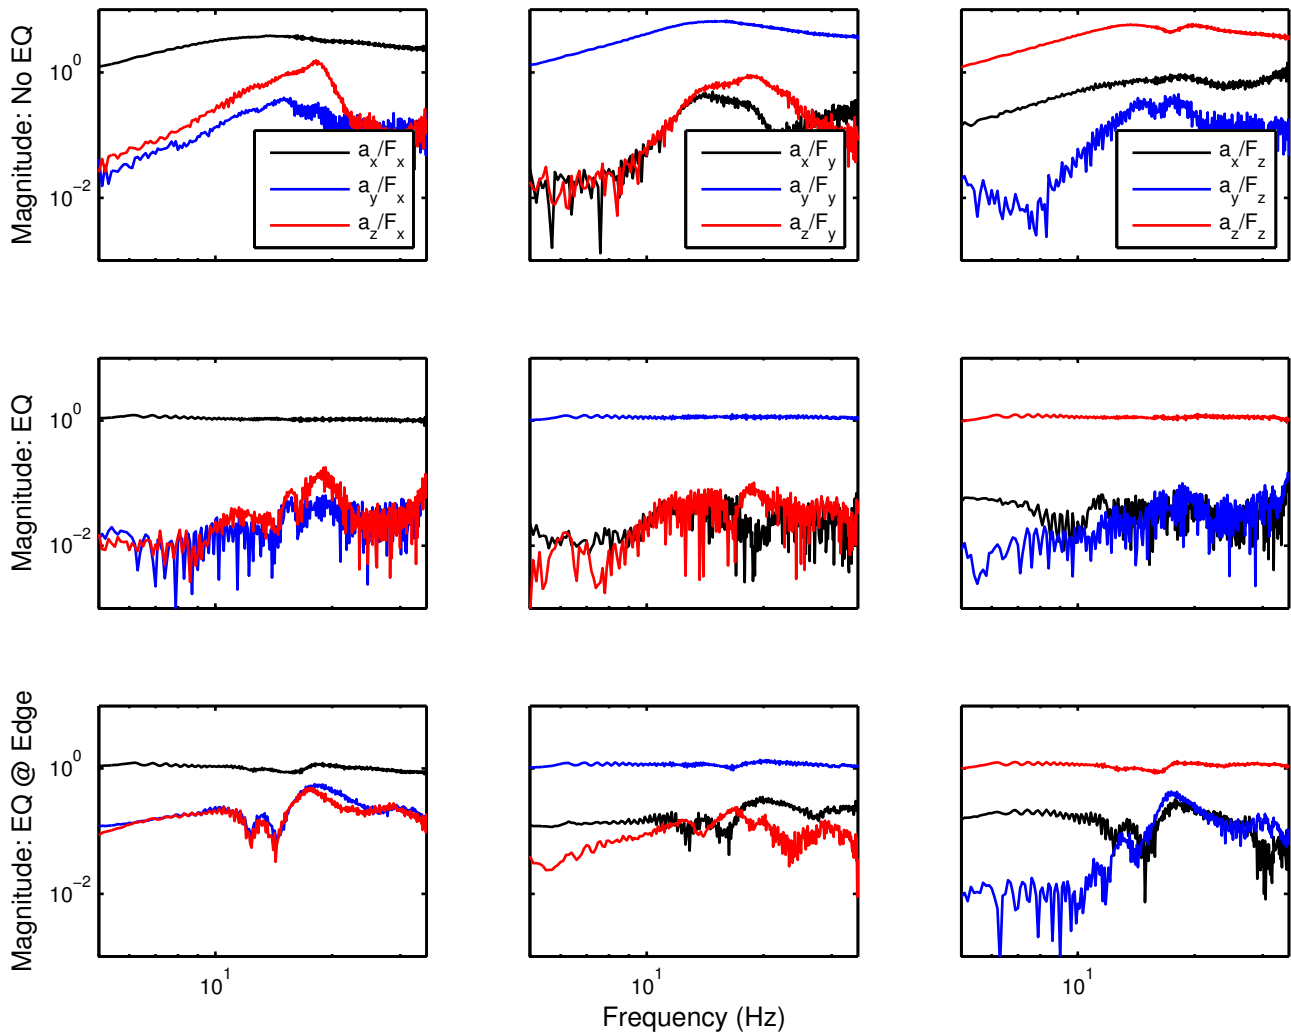 Magnitude: No EQ
10^0
10^−2
a_x/F_x
a_y/F_x
a_z/F_x
a_x/F_y
a_y/F_y
a_z/F_y
a_x/F_z
a_y/F_z
a_z/F_z
Magnitude: EQ
10^0
10^−2
Magnitude: EQ @ Edge
10^0
10^−2
10^1
10^1
10^1
Frequency (Hz)